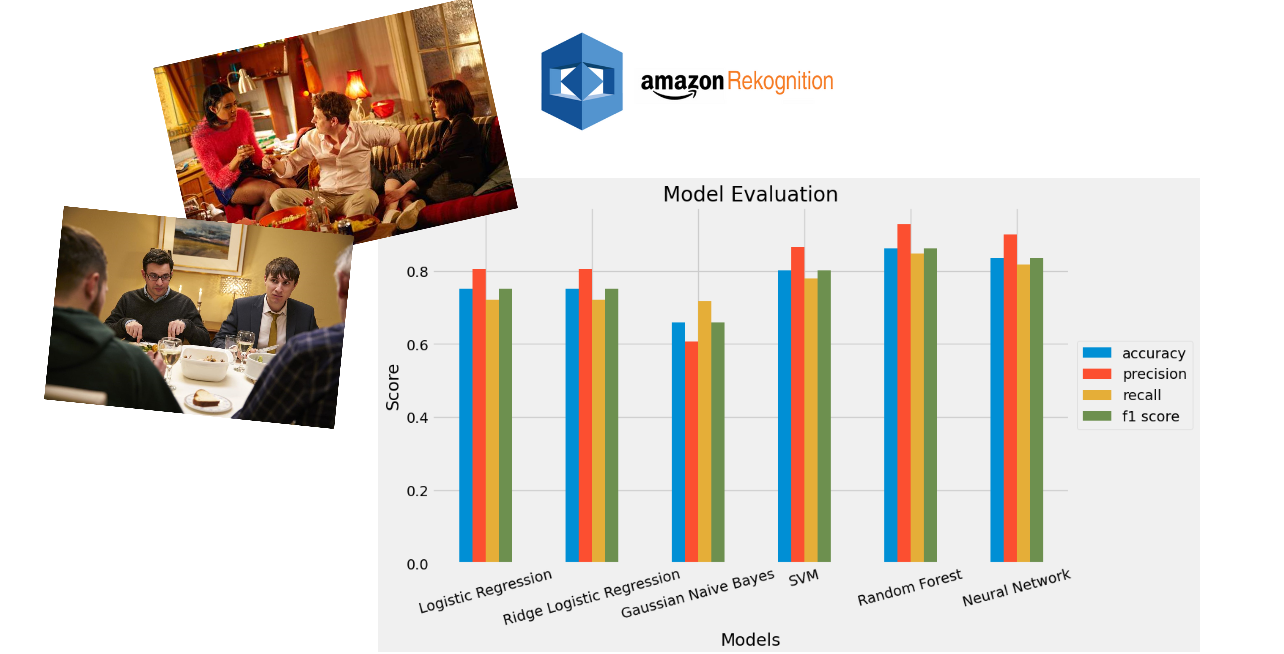 amazon Rekognition
Model Evaluation
Score
0.8
0.6
0.4
0.2
0.0
accuracy
precision
recall
f1 score
Logistic Regression
Ridge Logistic Regression
Gaussian Naive Bayes
SVM
Random Forest
Neural Network
Models